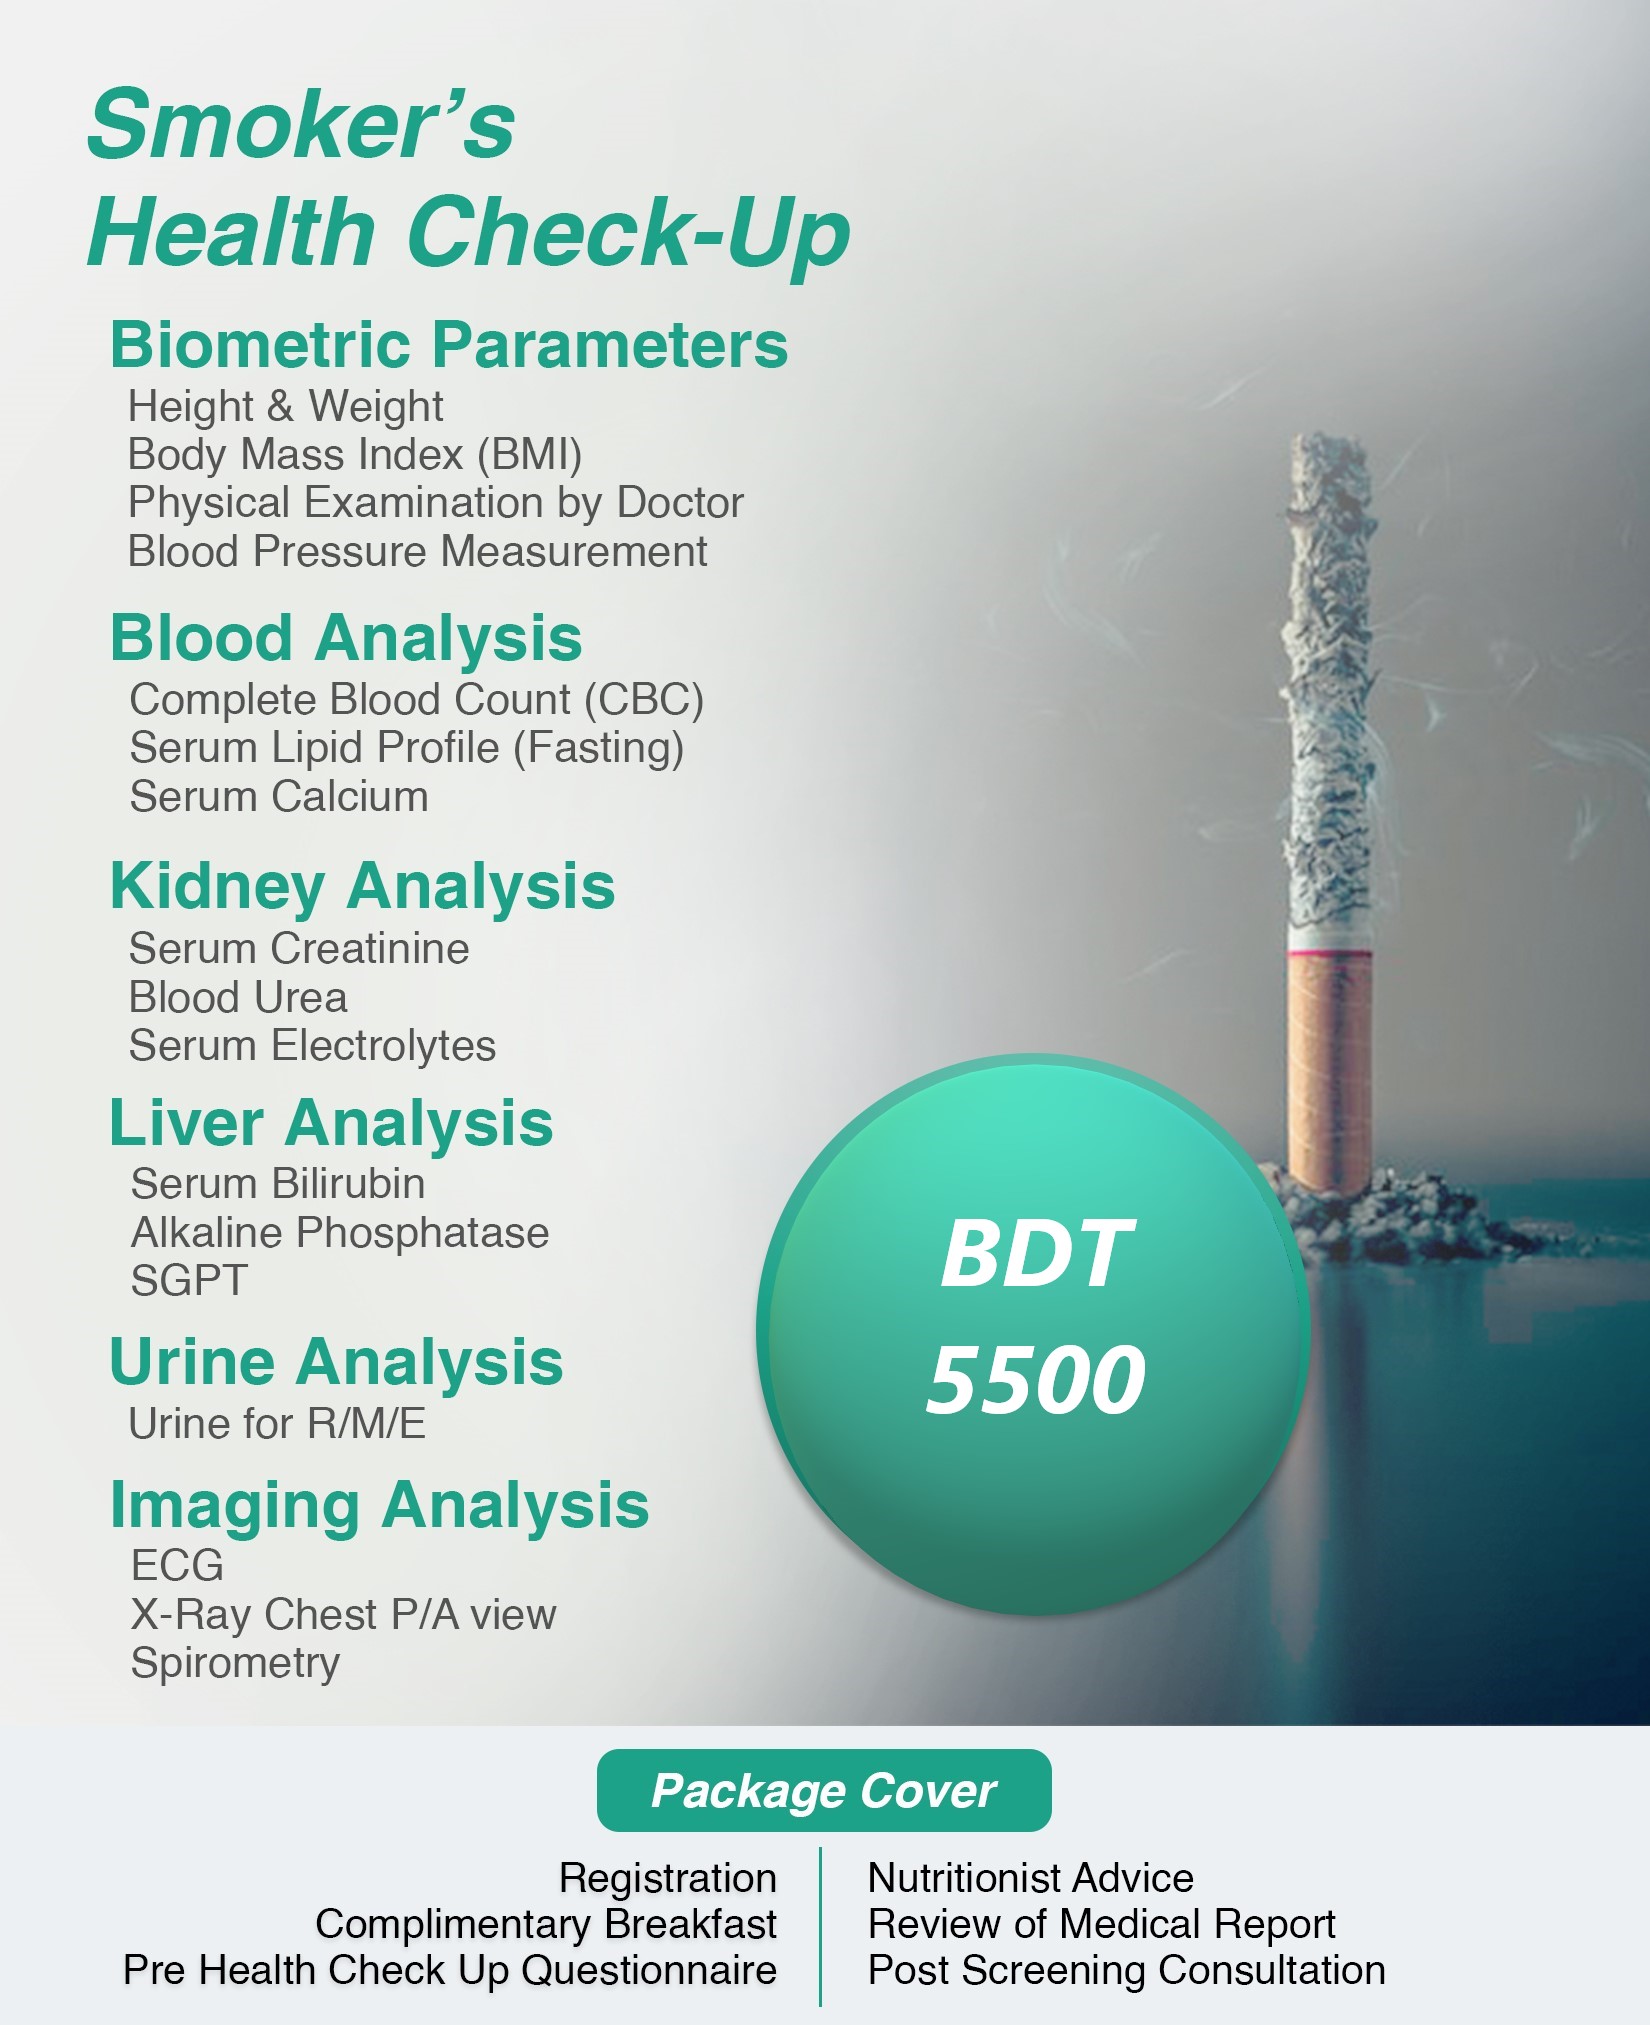 Smoker’s
Health Check-Up
Biometric Parameters
Height & Weight
Body Mass Index (BMI)
Physical Examination by Doctor
Blood Pressure Measurement
Blood Analysis
Complete Blood Count (CBC)
Serum Lipid Profile (Fasting)
Serum Calcium
Kidney Analysis
Serum Creatinine
Blood Urea
Serum Electrolytes
Liver Analysis
Serum Bilirubin
Alkaline Phosphatase
SGPT
Urine Analysis
Urine for R/M/E
Imaging Analysis
ECG
X-Ray Chest P/A view
Spirometry
BDT
5500
Package Cover
Registration
Complimentary Breakfast
Pre Health Check Up Questionnaire
Nutritionist Advice
Review of Medical Report
Post Screening Consultation